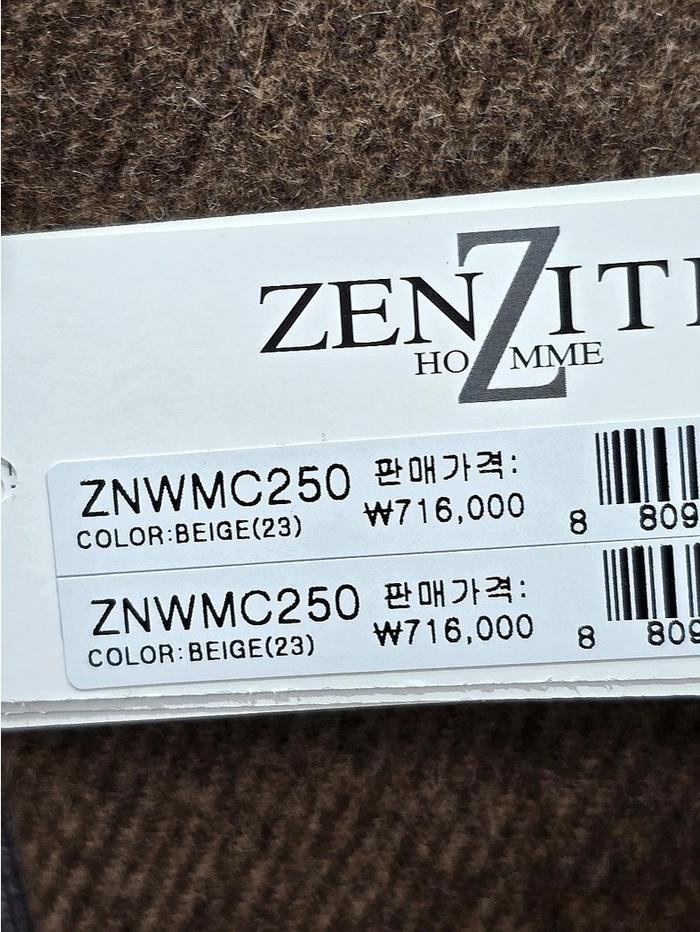 ZENZIT
HOMME
ZNWMC250 판매가격:
COLOR:BEIGE(23) ₩716,000
8 809
ZNWMC250 판매가격:
COLOR:BEIGE(23) ₩716,000
8 809